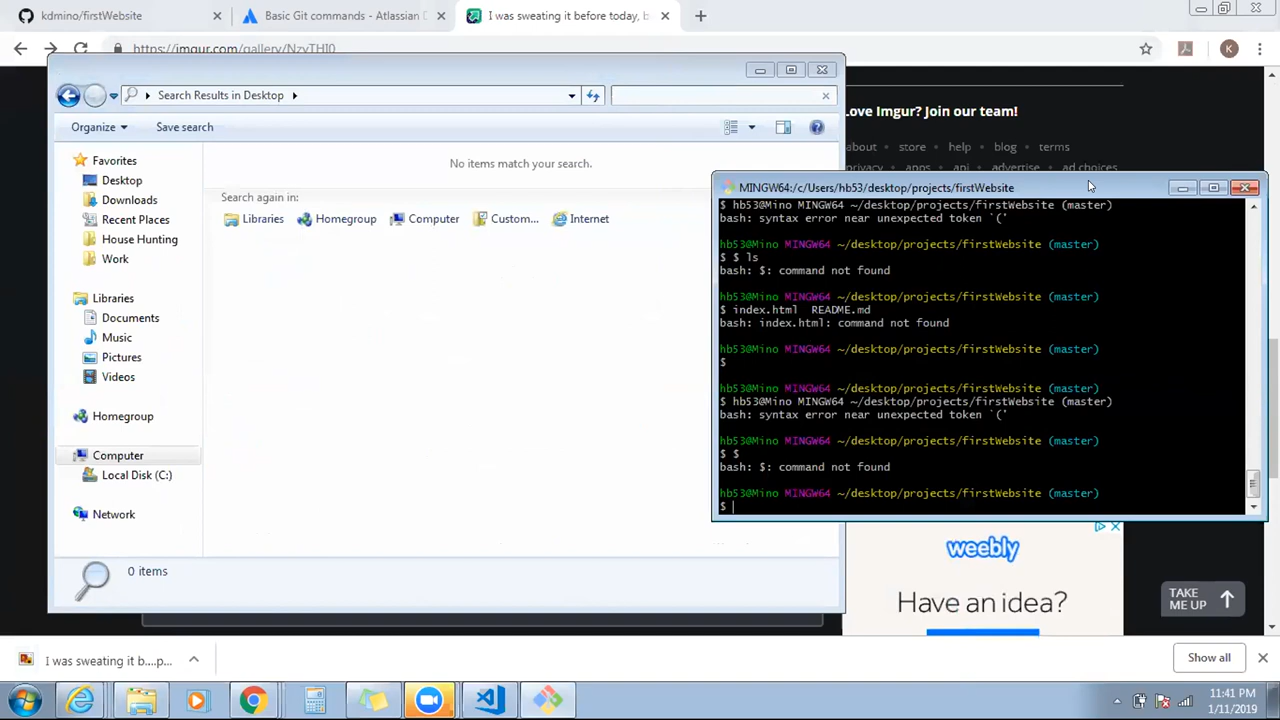 kdmino/firstWebsite
Basic Git commands - Atlassian D
I was sweating it before today, b
https://imgur.com/gallery/NzyTHI0
K
Search Results in Desktop
Organize
Save search
Favorites
Desktop
Downloads
Recent Places
House Hunting
Work
Libraries
Documents
Music
Pictures
Videos
Homegroup
Computer
Local Disk (C:)
Network
No items match your search.
Search again in:
Libraries
Homegroup
Computer
Custom...
Internet
0 items
Love Imgur? Join our team!
about store help blog terms
privacy apps api advertise ad choices
MINGW64:/c/Users/hb53/desktop/projects/firstWebsite
$ hb53@Mino MINGW64 ~/desktop/projects/firstWebsite (master)
bash: syntax error near unexpected token `('
hb53@Mino MINGW64 ~/desktop/projects/firstWebsite (master)
$ $ ls
bash: $: command not found
hb53@Mino MINGW64 ~/desktop/projects/firstWebsite (master)
$ index.html  README.md
bash: index.html: command not found
hb53@Mino MINGW64 ~/desktop/projects/firstWebsite (master)
$
hb53@Mino MINGW64 ~/desktop/projects/firstWebsite (master)
$ hb53@Mino MINGW64 ~/desktop/projects/firstWebsite (master)
bash: syntax error near unexpected token `('
hb53@Mino MINGW64 ~/desktop/projects/firstWebsite (master)
$ $
bash: $: command not found
hb53@Mino MINGW64 ~/desktop/projects/firstWebsite (master)
$
weebly
Have an idea?
TAKE
ME UP
I was sweating it b....p...
Show all
11:41 PM
1/11/2019